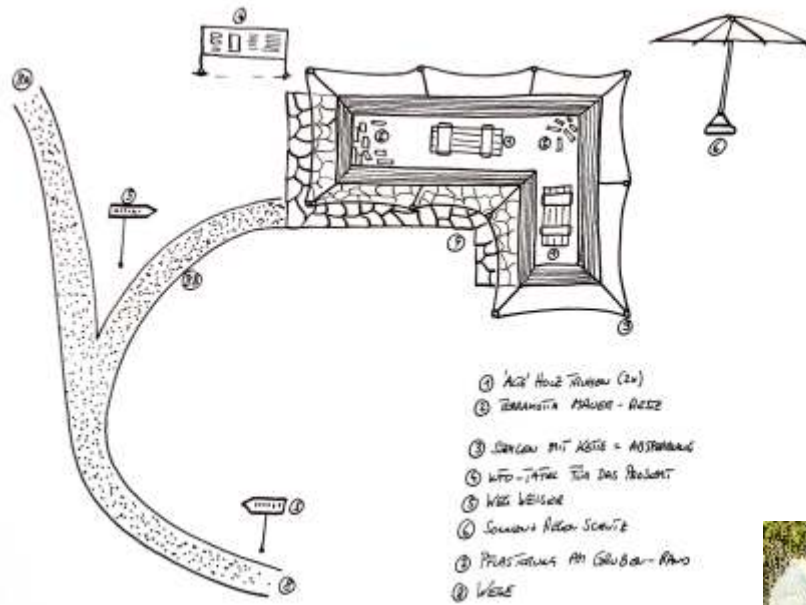 ① 'ALTE' HOLZ TRUHEN (2x)
② TERRAKOTTA MAUER-RESTE
③ STANGEN MIT KETTE = ABSPERRUNG
④ INFO-TAFEL FÜR DAS PROJEKT
⑤ WEG WEISER
⑥ SONNEN + REGEN SCHUTZ
⑦ PFLASTERUNG AM GRUBEN-RAND
⑧ WEGE